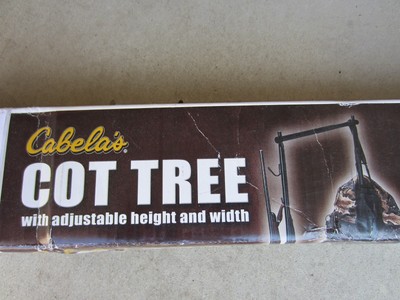 Cabela's®
COT TREE
with adjustable height and width